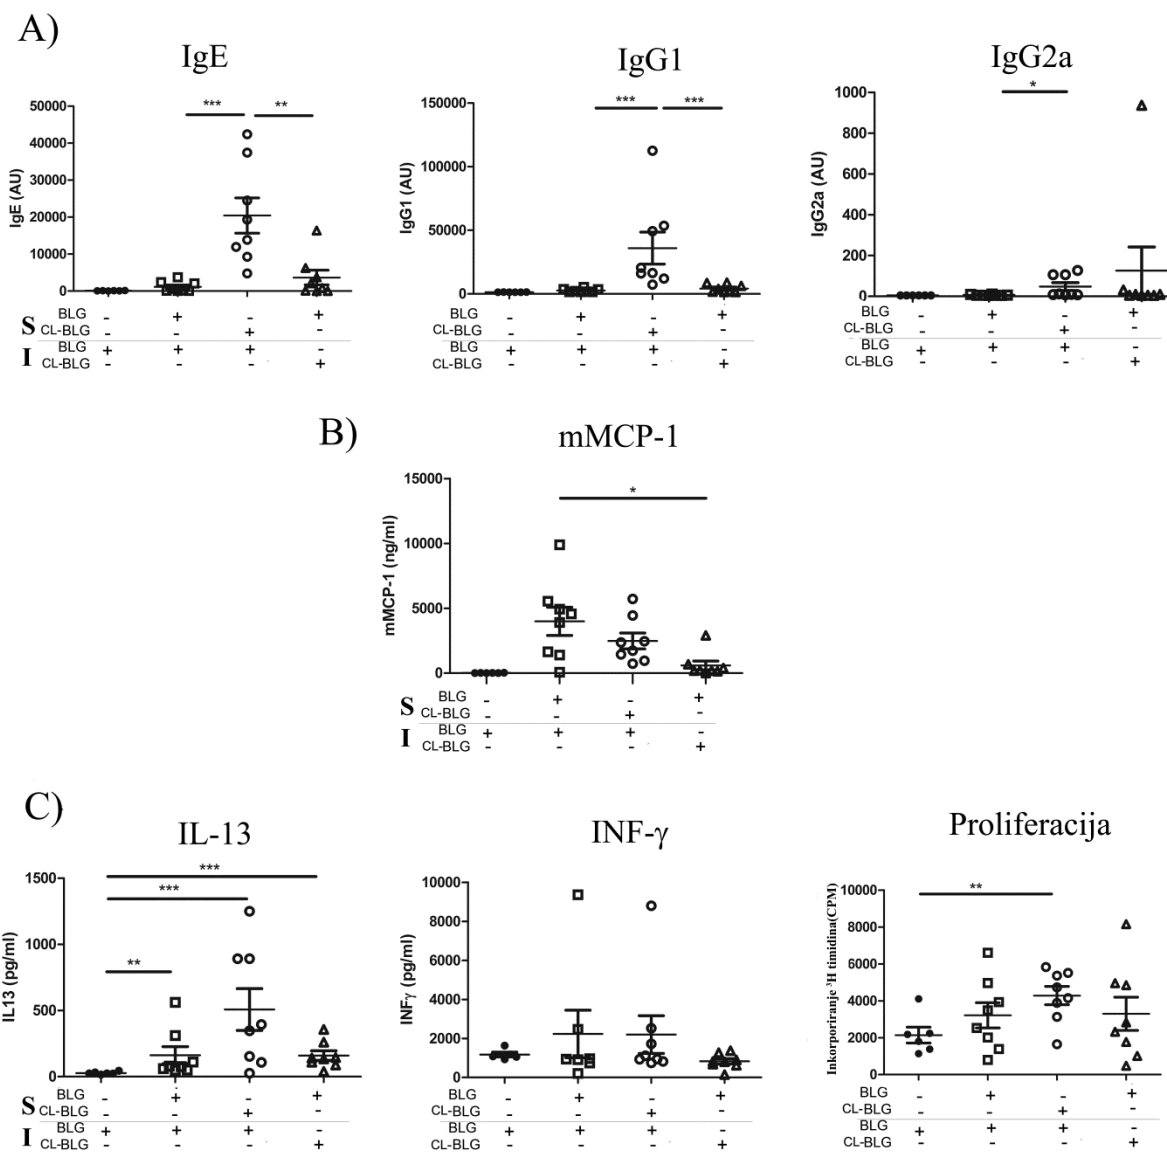 A)
IgE
IgG1
IgG2a
***
**
***
***
*
50000
40000
30000
20000
10000
0
IgE (AU)
150000
100000
50000
0
IgG1 (AU)
1000
800
600
400
200
0
IgG2a (AU)
S BLG - + - +
CL-BLG - - + -
I BLG + + + -
CL-BLG - - - +
BLG - + - +
CL-BLG - - + -
BLG + + + -
CL-BLG - - - +
BLG - + - +
CL-BLG - - + -
BLG + + + -
CL-BLG - - - +
B)
mMCP-1
*
15000
10000
5000
0
mMCP-1 (ng/ml)
S BLG - + - +
CL-BLG - - + -
I BLG + + + -
CL-BLG - - - +
C)
IL-13
INF-γ
Proliferacija
***
***
**
**
1500
1000
500
0
IL13 (pg/ml)
10000
8000
6000
4000
2000
0
INFγ (pg/ml)
10000
8000
6000
4000
2000
0
Inkorporiranje ³H timidina(CPM)
S BLG - + - +
CL-BLG - - + -
I BLG + + + -
CL-BLG - - - +
BLG - + - +
CL-BLG - - + -
BLG + + + -
CL-BLG - - - +
BLG - + - +
CL-BLG - - + -
BLG + + + -
CL-BLG - - - +